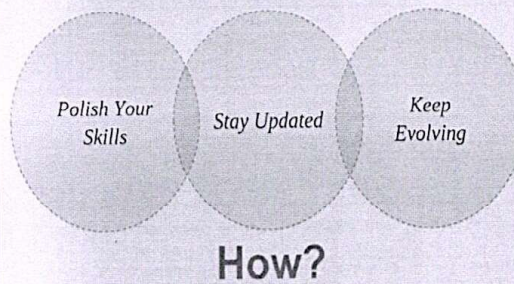 Polish Your
Skills
Stay Updated
Keep
Evolving
How?